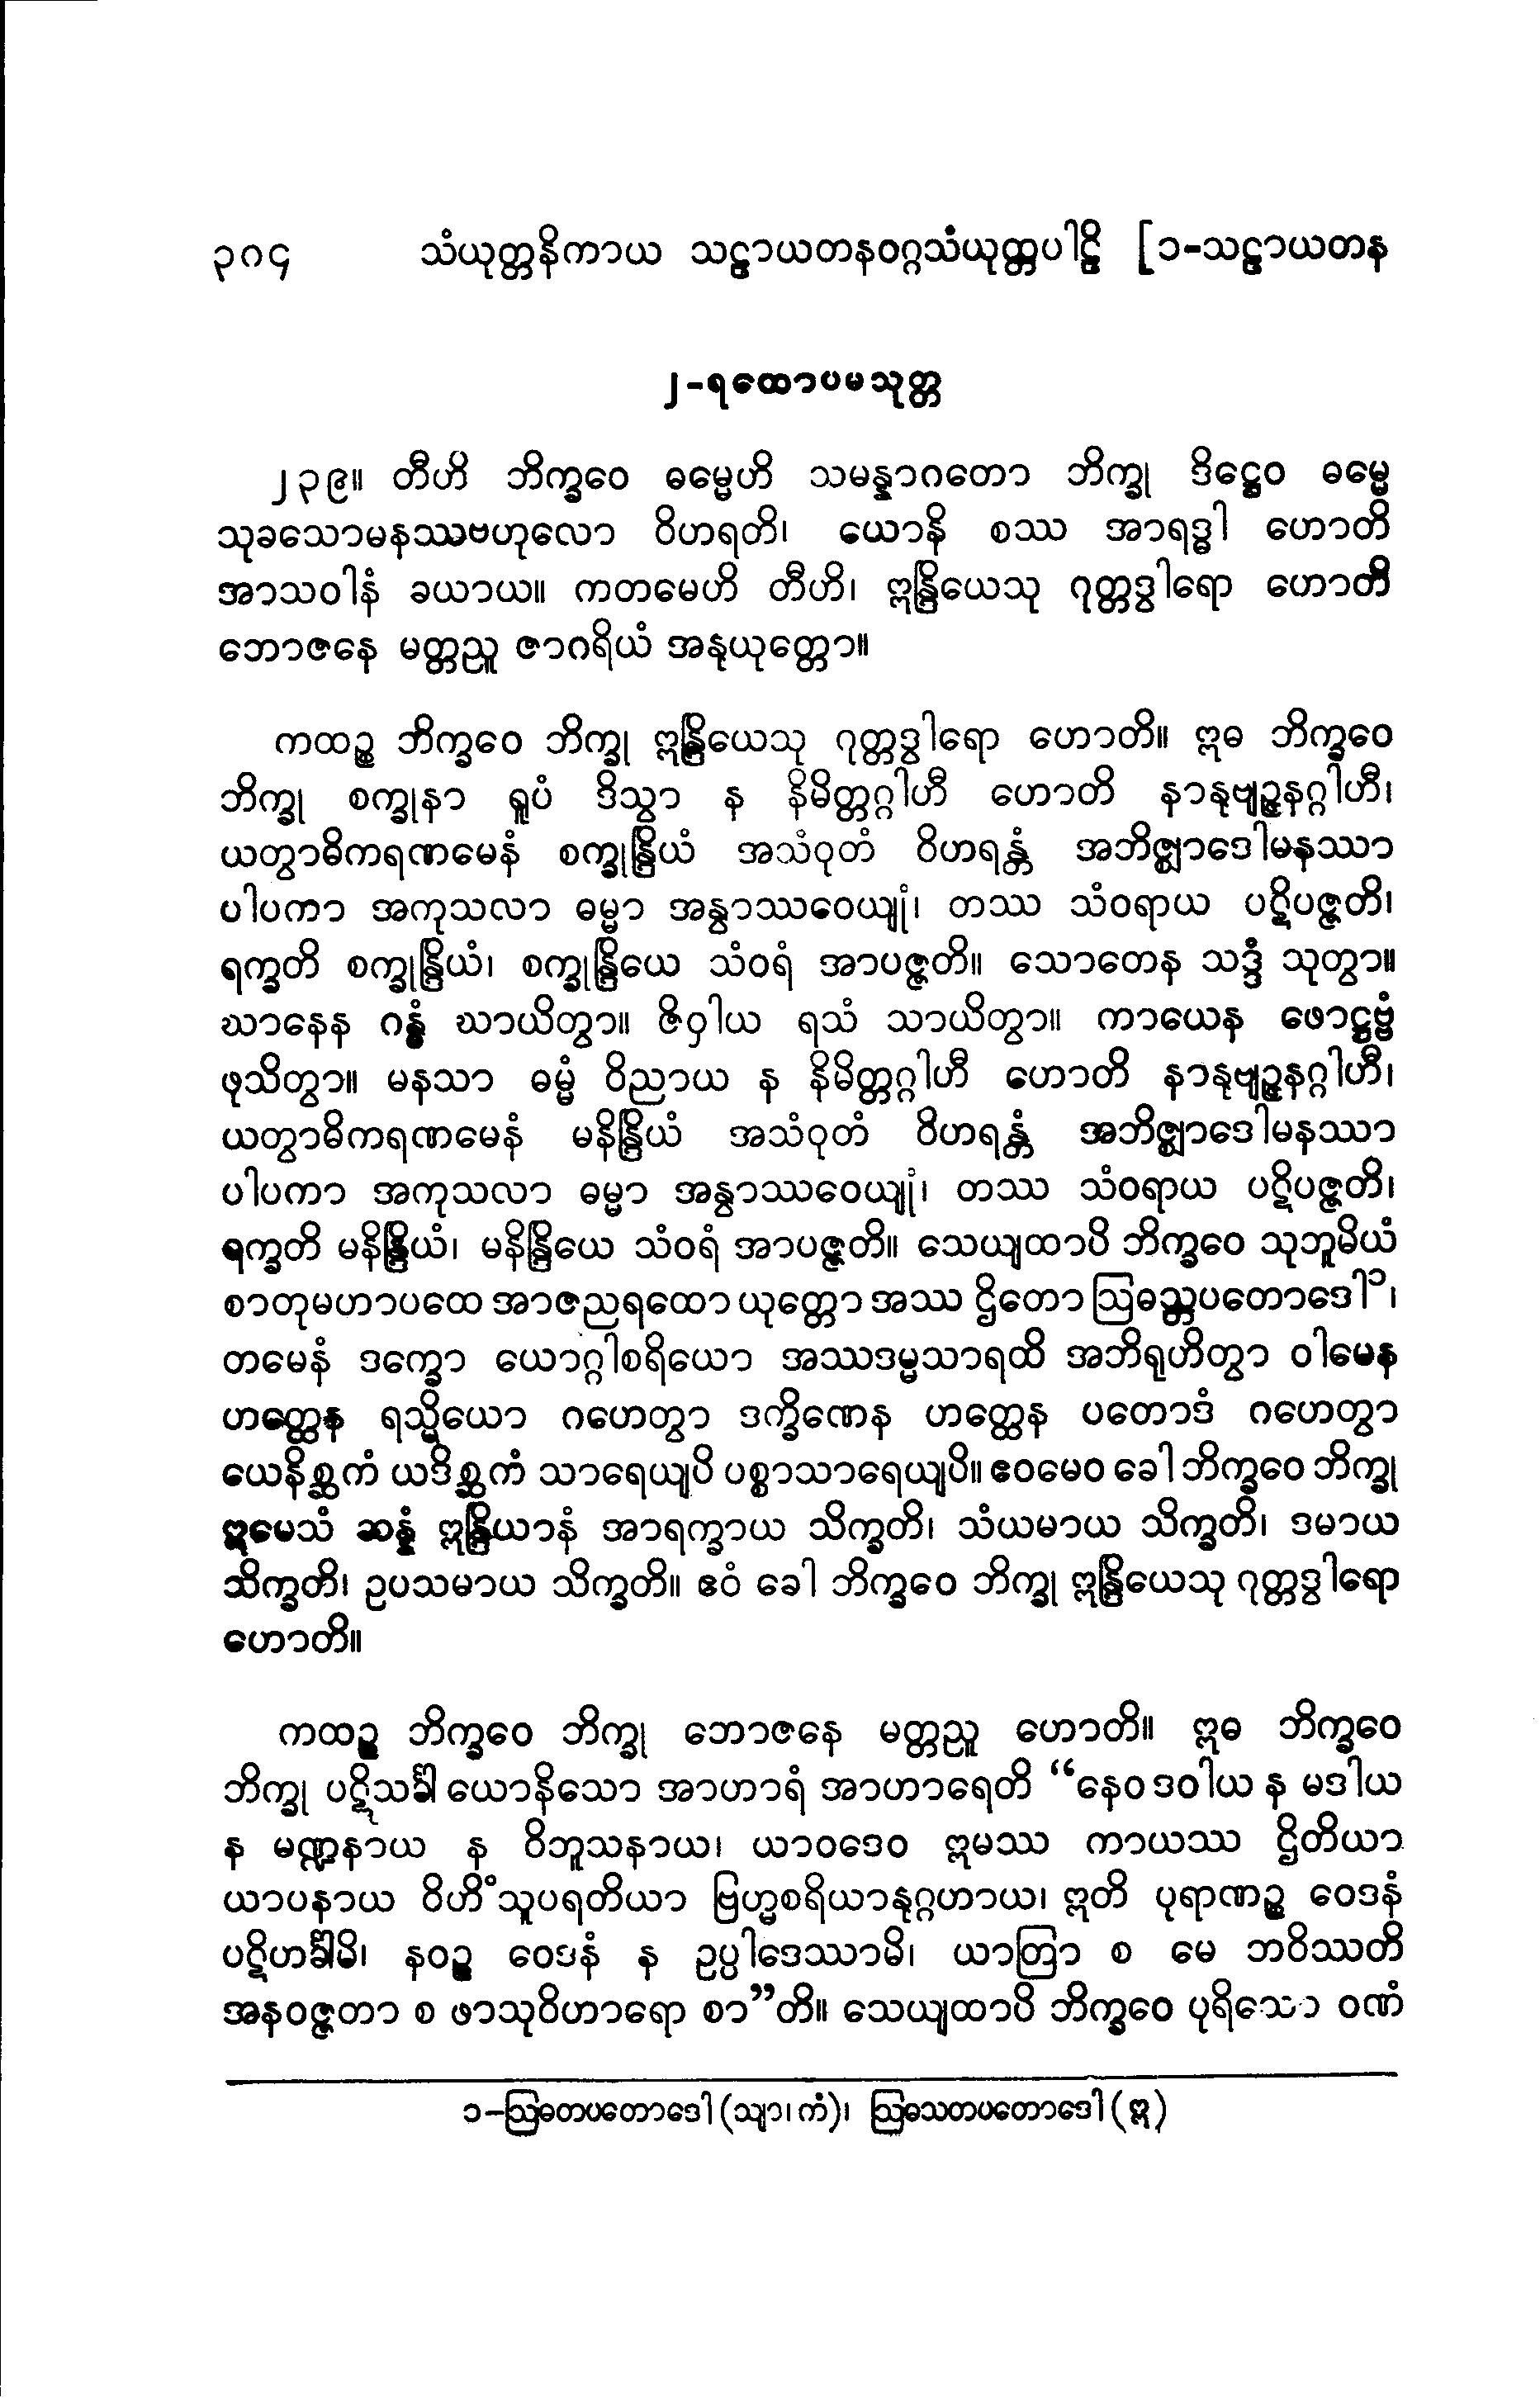 ၃၀၄ သံယုတ္တနိကာယ သဠာယတနဝဂ္ဂသံယုတ္တပါဠိ [၁-သဠာယတန
၂-ရထောပမသုတ္တ
၂၃၉။ တီဟိ ဘိက္ခဝေ ဓမ္မေဟိ သမန္နာဂတော ဘိက္ခု ဒိဋ္ဌေဝ ဓမ္မေ
သုခသောမနဿဗဟုလော ဝိဟရတိ၊ ယောနိ စဿ အာရဒ္ဓါ ဟောတိ
အာသဝါနံ ခယာယ။ ကတမေဟိ တီဟိ၊ ဣန္ဒြိယေသု ဂုတ္တဒွါရော ဟောတိ
ဘောဇနေ မတ္တညူ ဇာဂရိယံ အနုယုတ္တော။
ကထဉ္စ ဘိက္ခဝေ ဘိက္ခု ဣန္ဒြိယေသု ဂုတ္တဒွါရော ဟောတိ။ ဣဓ ဘိက္ခဝေ
ဘိက္ခု စက္ခုနာ ရူပံ ဒိသွာ န နိမိတ္တဂ္ဂါဟီ ဟောတိ နာနုဗျဉ္ဇနဂ္ဂါဟီ၊
ယတွာဓိကရဏမေနံ စက္ခုန္ဒြိယံ အသံဝုတံ ဝိဟရန္တံ အဘိဇ္ဈာဒေါမနဿာ
ပါပကာ အကုသလာ ဓမ္မာ အနွာဿဝေယျုံ၊ တဿ သံဝရာယ ပဋိပဇ္ဇတိ၊
ရက္ခတိ စက္ခုန္ဒြိယံ၊ စက္ခုန္ဒြိယေ သံဝရံ အာပဇ္ဇတိ။ သောတေန သဒ္ဒံ သုတွာ။
ဃာနေန ဂန္ဓံ ဃာယိတွာ။ ဇိဝှါယ ရသံ သာယိတွာ။ ကာယေန ဖောဋ္ဌဗ္ဗံ
ဖုသိတွာ။ မနသာ ဓမ္မံ ဝိညာယ န နိမိတ္တဂ္ဂါဟီ ဟောတိ နာနုဗျဉ္ဇနဂ္ဂါဟီ၊
ယတွာဓိကရဏမေနံ မနိန္ဒြိယံ အသံဝုတံ ဝိဟရန္တံ အဘိဇ္ဈာဒေါမနဿာ
ပါပကာ အကုသလာ ဓမ္မာ အနွာဿဝေယျုံ၊ တဿ သံဝရာယ ပဋိပဇ္ဇတိ၊
ရက္ခတိ မနိန္ဒြိယံ၊ မနိန္ဒြိယေ သံဝရံ အာပဇ္ဇတိ။ သေယျထာပိ ဘိက္ခဝေ သုဘူမိယံ
စာတုမဟာပထေ အာဇညရထော ယုတ္တော အဿ ဌိတော ဩဓသ္တပတောဒေါ၁၊
တမေနံ ဒက္ခော ယောဂ္ဂါစရိယော အဿဒမ္မသာရထိ အဘိရုဟိတွာ ဝါမေန
ဟတ္ထေန ရသ္မိယော ဂဟေတွာ ဒက္ခိဏေန ဟတ္ထေန ပတောဒံ ဂဟေတွာ
ယေနိစ္ဆကံ ယဒိစ္ဆကံ သာရေယျပိ ပစ္စာသာရေယျပိ။ ဧဝမေဝ ခေါ ဘိက္ခဝေ ဘိက္ခု
ဣမေသံ ဆန္နံ ဣန္ဒြိယာနံ အာရက္ခာယ သိက္ခတိ၊ သံယမာယ သိက္ခတိ၊ ဒမာယ
သိက္ခတိ၊ ဥပသမာယ သိက္ခတိ။ ဧဝံ ခေါ ဘိက္ခဝေ ဘိက္ခု ဣန္ဒြိယေသု ဂုတ္တဒွါရော
ဟောတိ။
ကထဉ္စ ဘိက္ခဝေ ဘိက္ခု ဘောဇနေ မတ္တညူ ဟောတိ။ ဣဓ ဘိက္ခဝေ
ဘိက္ခု ပဋိသင်္ခါ ယောနိသော အာဟာရံ အာဟာရေတိ “နေဝ ဒဝါယ န မဒါယ
န မဏ္ဍနာယ န ဝိဘူသနာယ၊ ယာဝဒေဝ ဣမဿ ကာယဿ ဌိတိယာ
ယာပနာယ ဝိဟိံသူပရတိယာ ဗြဟ္မစရိယာနုဂ္ဂဟာယ၊ ဣတိ ပုရာဏဉ္စ ဝေဒနံ
ပဋိဟင်္ခါမိ၊ နဝဉ္စ ဝေဒနံ န ဥပ္ပါဒေဿာမိ၊ ယာတြာ စ မေ ဘဝိဿတိ
အနဝဇ္ဇတာ စ ဖာသုဝိဟာရော စာ”တိ။ သေယျထာပိ ဘိက္ခဝေ ပုရိသော ဝဏံ
၁-ဩဓတပတောဒေါ (သျာ၊ ကံ)၊ ဩဓသတပတောဒေါ (ဣ)